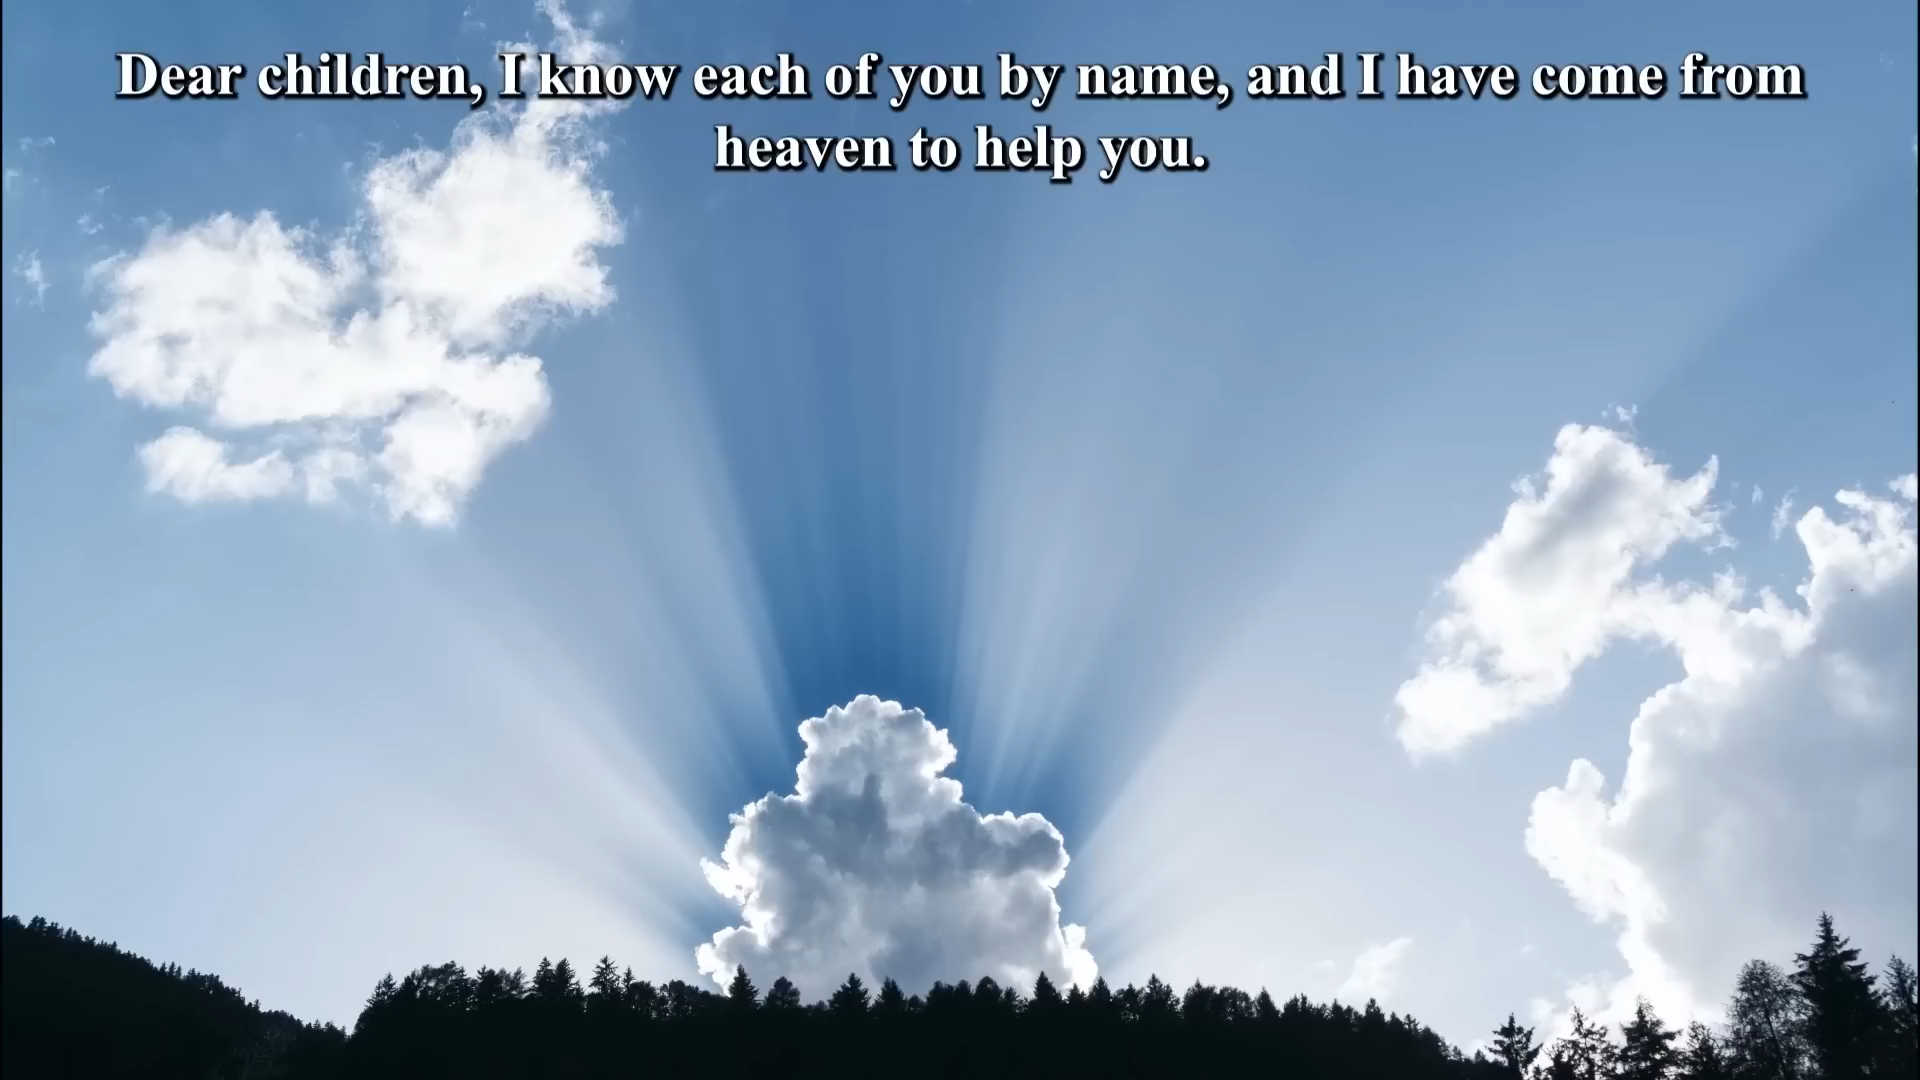 Dear children, I know each of you by name, and I have come from
heaven to help you.